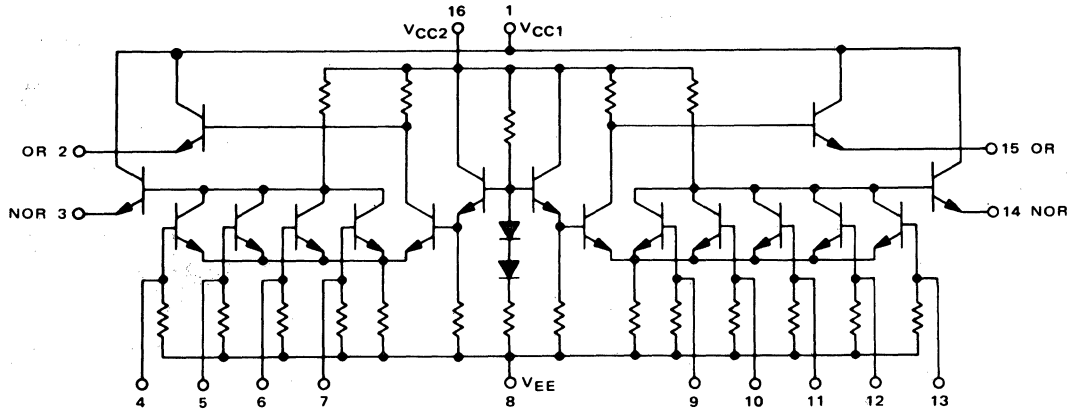 16 1
VCC2 VCC1
OR 2
15 OR
NOR 3
14 NOR
VEE
4 5 6 7 8 9 10 11 12 13